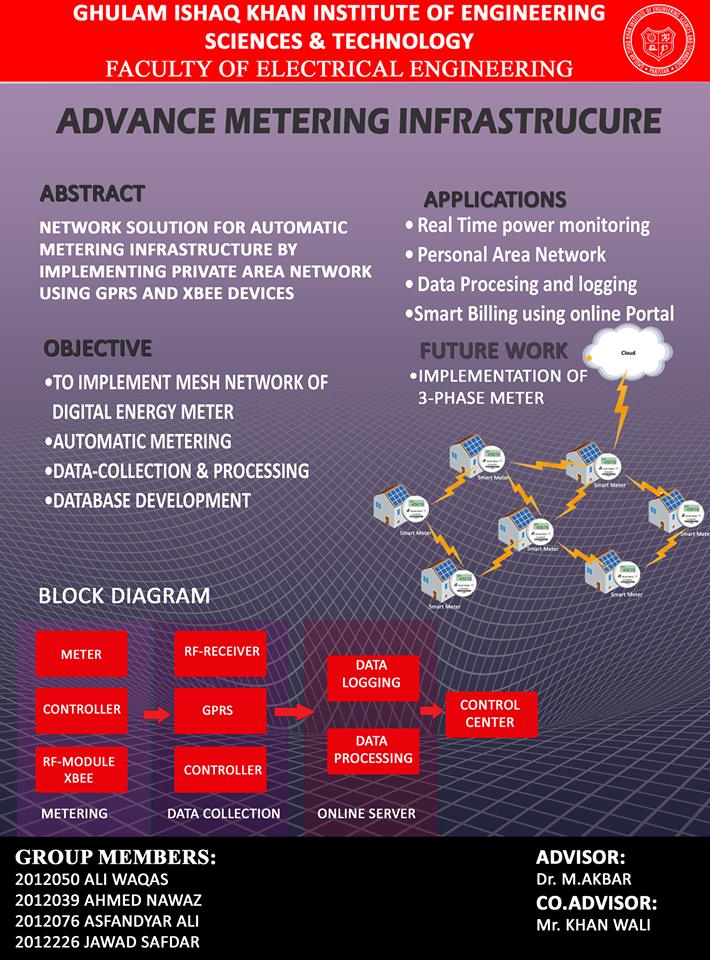 GHULAM ISHAQ KHAN INSTITUTE OF ENGINEERING
SCIENCES & TECHNOLOGY
FACULTY OF ELECTRICAL ENGINEERING
ADVANCE METERING INFRASTRUCURE
ABSTRACT
NETWORK SOLUTION FOR AUTOMATIC
METERING INFRASTRUCTURE BY
IMPLEMENTING PRIVATE AREA NETWORK
USING GPRS AND XBEE DEVICES
OBJECTIVE
•TO IMPLEMENT MESH NETWORK OF
DIGITAL ENERGY METER
•AUTOMATIC METERING
•DATA-COLLECTION & PROCESSING
•DATABASE DEVELOPMENT
APPLICATIONS
• Real Time power monitoring
• Personal Area Network
• Data Procesing and logging
•Smart Billing using online Portal
FUTURE WORK
•IMPLEMENTATION OF
3-PHASE METER
Cloud
Smart Meter
Smart Meter
Smart Meter
Smart Meter
Smart Meter
Smart Meter
Smart Meter
BLOCK DIAGRAM
METER
CONTROLLER
RF-MODULE
XBEE
METERING
RF-RECEIVER
GPRS
CONTROLLER
DATA COLLECTION
DATA
LOGGING
DATA
PROCESSING
ONLINE SERVER
CONTROL
CENTER
GROUP MEMBERS:
2012050 ALI WAQAS
2012039 AHMED NAWAZ
2012076 ASFANDYAR ALI
2012226 JAWAD SAFDAR
ADVISOR:
Dr. M.AKBAR
CO.ADVISOR:
Mr. KHAN WALI